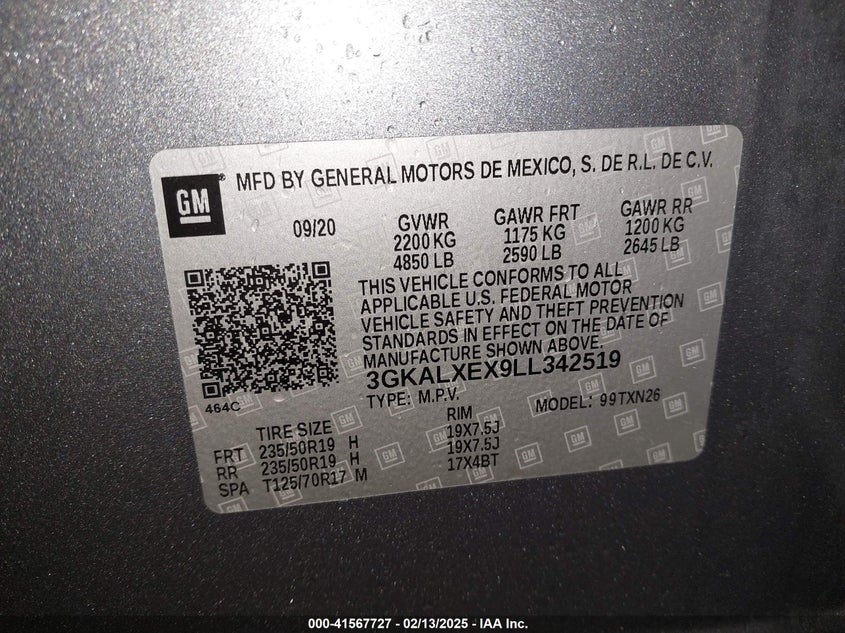 GM
MFD BY GENERAL MOTORS DE MEXICO, S. DE R.L. DE C.V.
09/20 GVWR GAWR FRT GAWR RR
2200 KG 1175 KG 1200 KG
4850 LB 2590 LB 2645 LB
THIS VEHICLE CONFORMS TO ALL
APPLICABLE U.S. FEDERAL MOTOR
VEHICLE SAFETY AND THEFT PREVENTION
STANDARDS IN EFFECT ON THE DATE OF
MANUFACTURE SHOWN ABOVE.
3GKALXEX9LL342519
464C
TYPE: M.P.V. MODEL: 99TXN26
TIRE SIZE RIM
FRT 235/50R19 H 19X7.5J
RR 235/50R19 H 19X7.5J
SPA T125/70R17 M 17X4BT
000-41567727 - 02/13/2025 - IAA Inc.